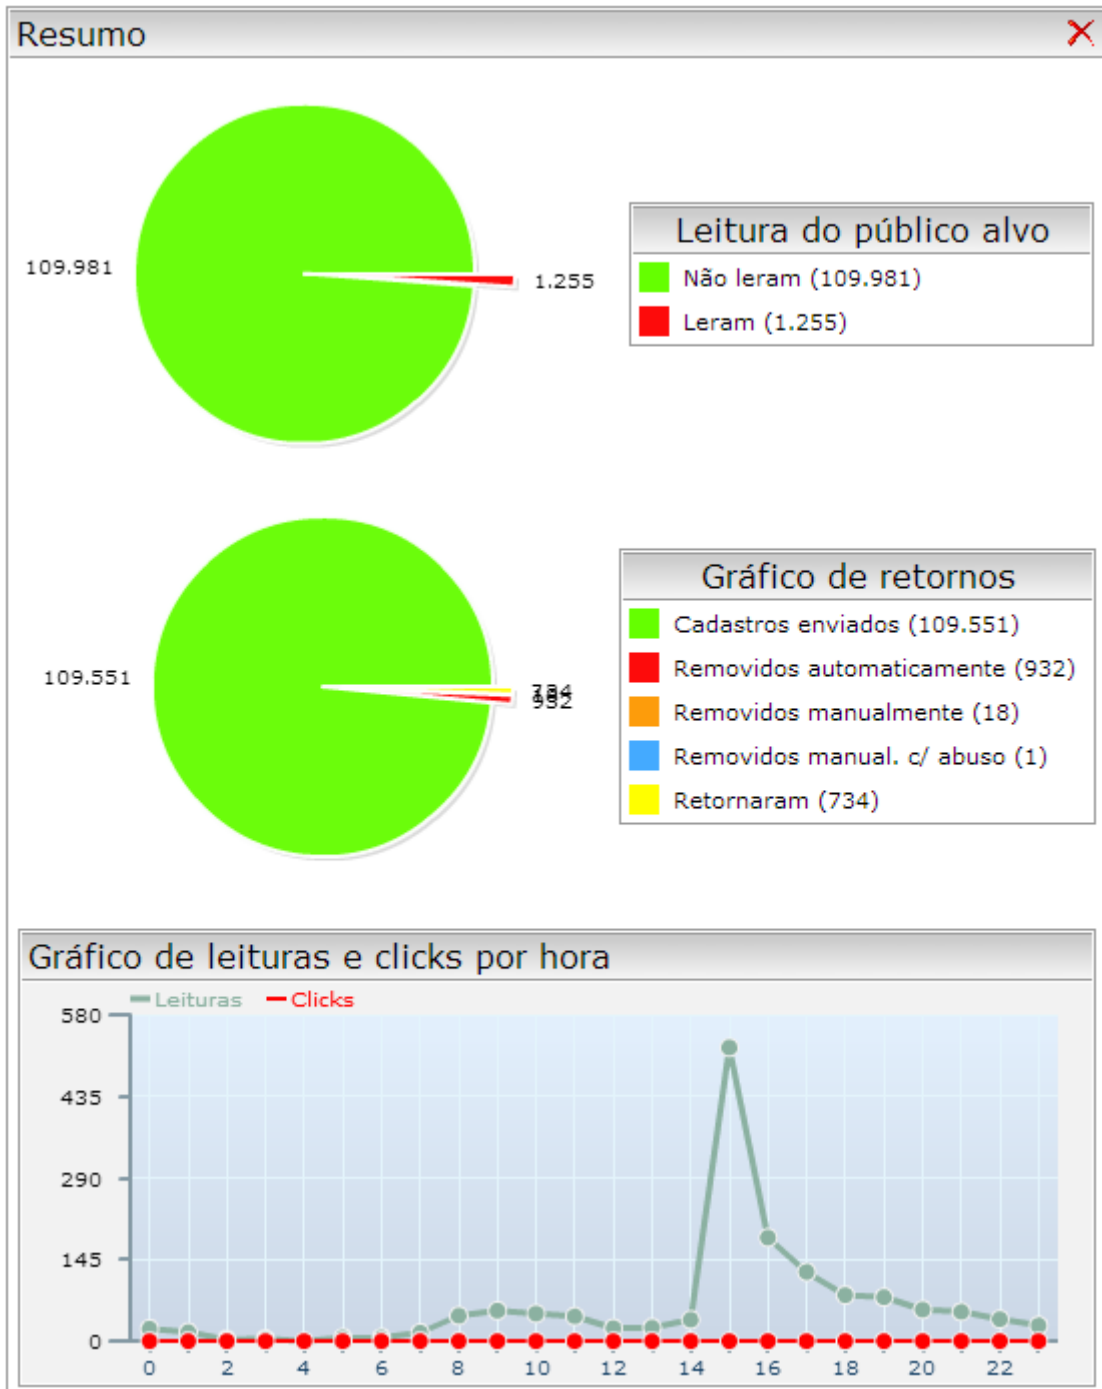 Resumo
109.981
1.255
Leitura do público alvo
Não leram (109.981)
Leram (1.255)
109.551
734
932
Gráfico de retornos
Cadastros enviados (109.551)
Removidos automaticamente (932)
Removidos manualmente (18)
Removidos manual. c/ abuso (1)
Retornaram (734)
Gráfico de leituras e clicks por hora
Leituras Clicks
580
435
290
145
0
0 2 4 6 8 10 12 14 16 18 20 22